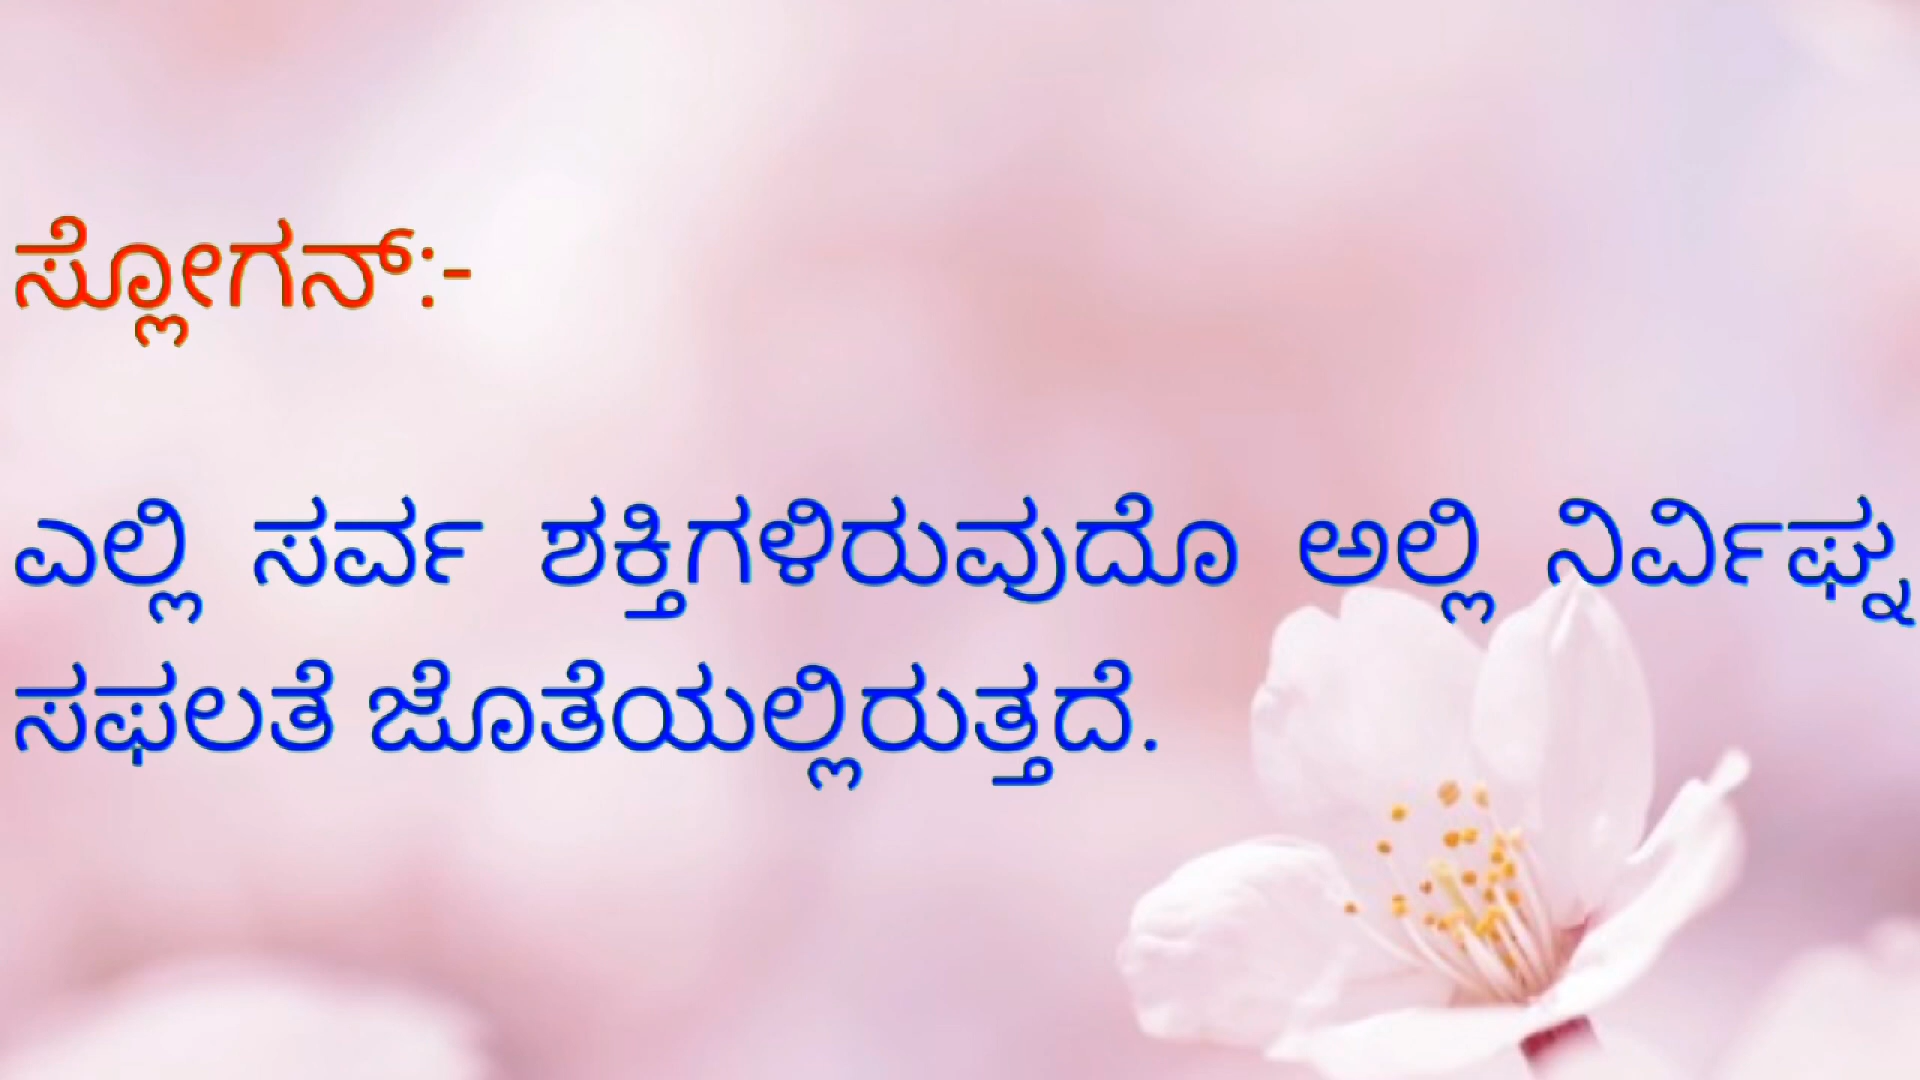 ಸ್ಲೋಗನ್:-
ಎಲ್ಲಿ ಸರ್ವ ಶಕ್ತಿಗಳಿರುವುದೊ ಅಲ್ಲಿ ನಿರ್ವಿಘ್ನ
ಸಫಲತೆ ಜೊತೆಯಲ್ಲಿರುತ್ತದೆ.